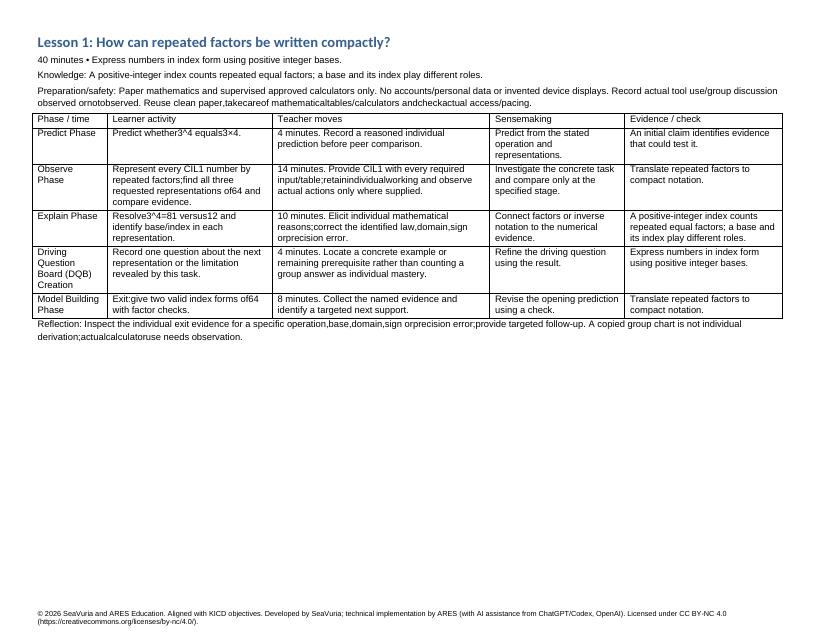 Lesson 1: How can repeated factors be written compactly?
40 minutes • Express numbers in index form using positive integer bases.
Knowledge: A positive-integer index counts repeated equal factors; a base and its index play different roles.
Preparation/safety: Paper mathematics and supervised approved calculators only. No accounts/personal data or invented device displays. Record actual tool use/group discussion
observed ornotobserved. Reuse clean paper,takecareof mathematicaltables/calculators andcheckactual access/pacing.
Phase / time
Learner activity
Teacher moves
Sensemaking
Evidence / check
Predict Phase
Predict whether3^4 equals3×4.
4 minutes. Record a reasoned individual
prediction before peer comparison.
Predict from the stated
operation and
representations.
An initial claim identifies evidence
that could test it.
Observe
Phase
Represent every CIL1 number by
repeated factors;find all three
requested representations of64 and
compare evidence.
14 minutes. Provide CIL1 with every required
input/table;retainindividualworking and observe
actual actions only where supplied.
Investigate the concrete task
and compare only at the
specified stage.
Translate repeated factors to
compact notation.
Explain Phase
Resolve3^4=81 versus12 and
identify base/index in each
representation.
10 minutes. Elicit individual mathematical
reasons;correct the identified law,domain,sign
orprecision error.
Connect factors or inverse
notation to the numerical
evidence.
A positive-integer index counts
repeated equal factors; a base and
its index play different roles.
Driving
Question
Board (DQB)
Creation
Record one question about the next
representation or the limitation
revealed by this task.
4 minutes. Locate a concrete example or
remaining prerequisite rather than counting a
group answer as individual mastery.
Refine the driving question
using the result.
Express numbers in index form
using positive integer bases.
Model Building
Phase
Exit:give two valid index forms of64
with factor checks.
8 minutes. Collect the named evidence and
identify a targeted next support.
Revise the opening prediction
using a check.
Translate repeated factors to
compact notation.
Reflection: Inspect the individual exit evidence for a specific operation,base,domain,sign orprecision error;provide targeted follow-up. A copied group chart is not individual
derivation;actualcalculatoruse needs observation.
© 2026 SeaVuria and ARES Education. Aligned with KICD objectives. Developed by SeaVuria; technical implementation by ARES (with AI assistance from ChatGPT/Codex, OpenAI). Licensed under CC BY-NC 4.0
(https://creativecommons.org/licenses/by-nc/4.0/).